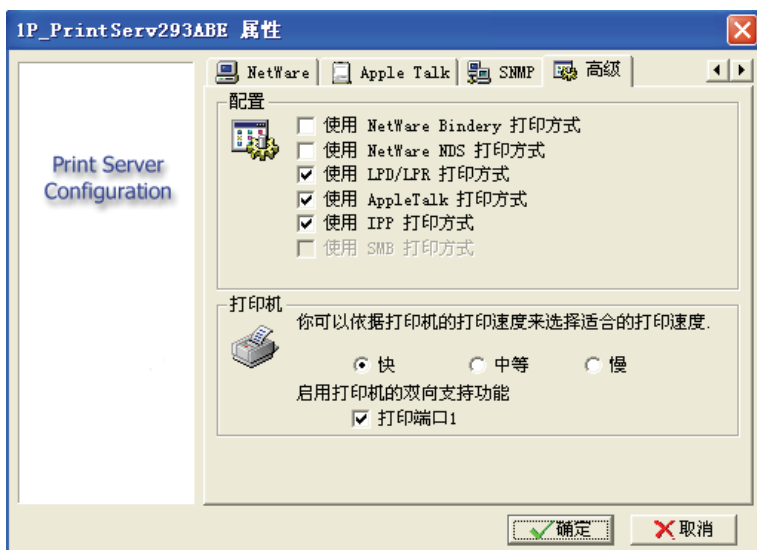 1P_PrintServ293ABE 属性
NetWare
Apple Talk
SNMP
高级
Print Server
Configuration
配置
使用 NetWare Bindery 打印方式
使用 NetWare NDS 打印方式
使用 LPD/LPR 打印方式
使用 AppleTalk 打印方式
使用 IPP 打印方式
使用 SMB 打印方式
打印机
你可以依据打印机的打印速度来选择适合的打印速度.
快
中等
慢
启用打印机的双向支持功能
打印端口1
确定
取消